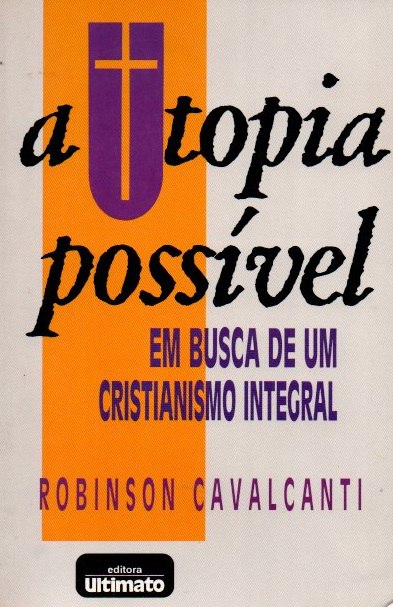 a Utopia
possível
EM BUSCA DE UM
CRISTIANISMO INTEGRAL
ROBINSON CAVALCANTI
editora
ultimato